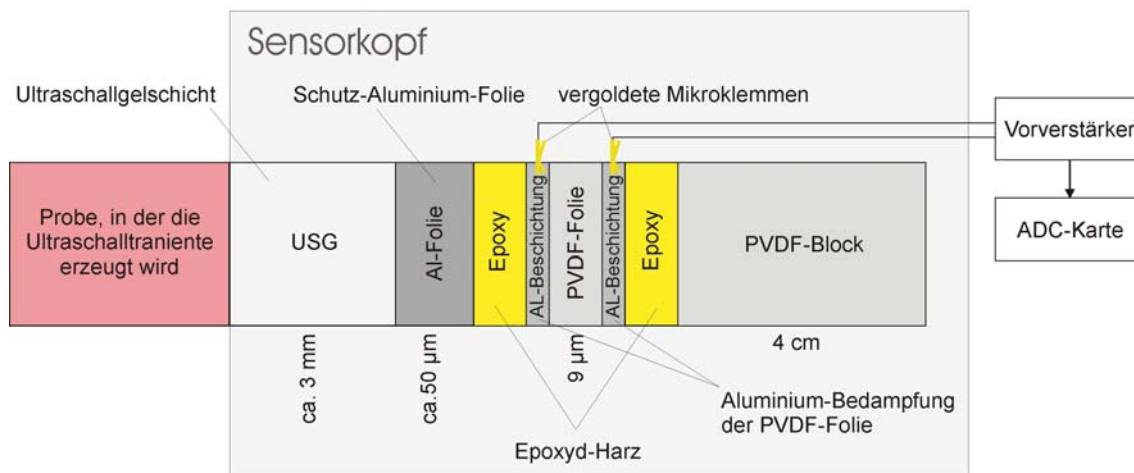 Sensorkopf
Ultraschallgelschicht
Schutz-Aluminium-Folie
vergoldete Mikroklemmen
Vorverstärker
ADC-Karte
Probe, in der die
Ultraschalltraniente
erzeugt wird
USG
Al-Folie
Epoxy
AL-Beschichtung
PVDF-Folie
AL-Beschichtung
Epoxy
PVDF-Block
ca. 3 mm
ca.50 µm
9 µm
4 cm
Aluminium-Bedampfung
der PVDF-Folie
Epoxyd-Harz